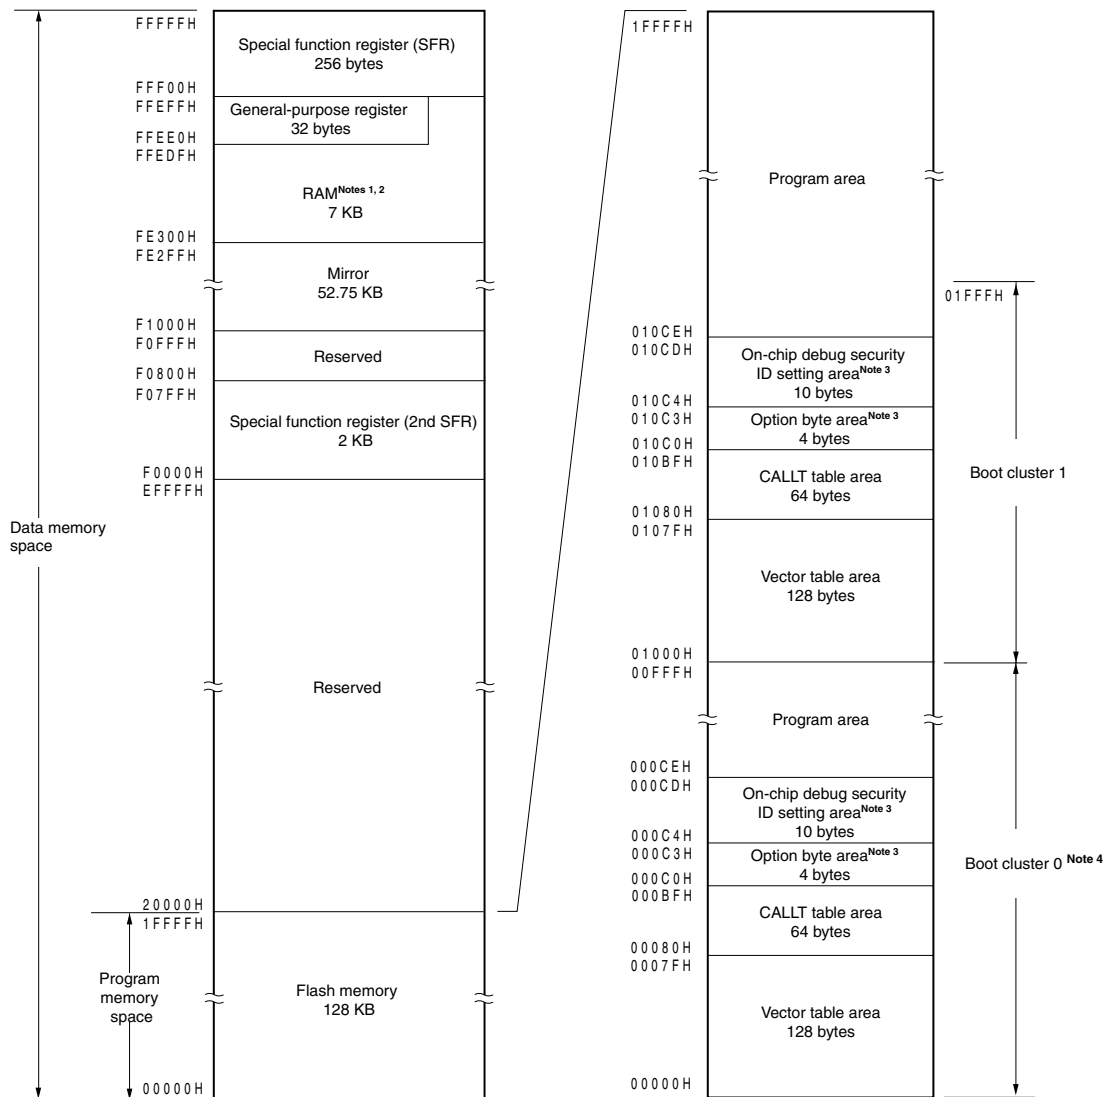 FFFFFH
Special function register (SFR)
256 bytes
FFF00H
FFEFFH
General-purpose register
32 bytes
FFEE0H
FFEDFH
RAMNotes 1, 2
7 KB
FE300H
FE2FFH
Mirror
52.75 KB
F1000H
F0FFFH
Reserved
F0800H
F07FFH
Special function register (2nd SFR)
2 KB
F0000H
EFFFFH
Data memory
space
Reserved
20000H
1FFFFH
Program
memory
space
Flash memory
128 KB
00000H
1FFFFH
Program area
01FFFH
010CEH
010CDH
On-chip debug security
ID setting areaNote 3
10 bytes
010C4H
010C3H
Option byte areaNote 3
4 bytes
010C0H
010BFH
CALLT table area
64 bytes
Boot cluster 1
01080H
0107FH
Vector table area
128 bytes
01000H
00FFFH
Program area
000CEH
000CDH
On-chip debug security
ID setting areaNote 3
10 bytes
000C4H
000C3H
Option byte areaNote 3
4 bytes
Boot cluster 0 Note 4
000C0H
000BFH
CALLT table area
64 bytes
00080H
0007FH
Vector table area
128 bytes
00000H